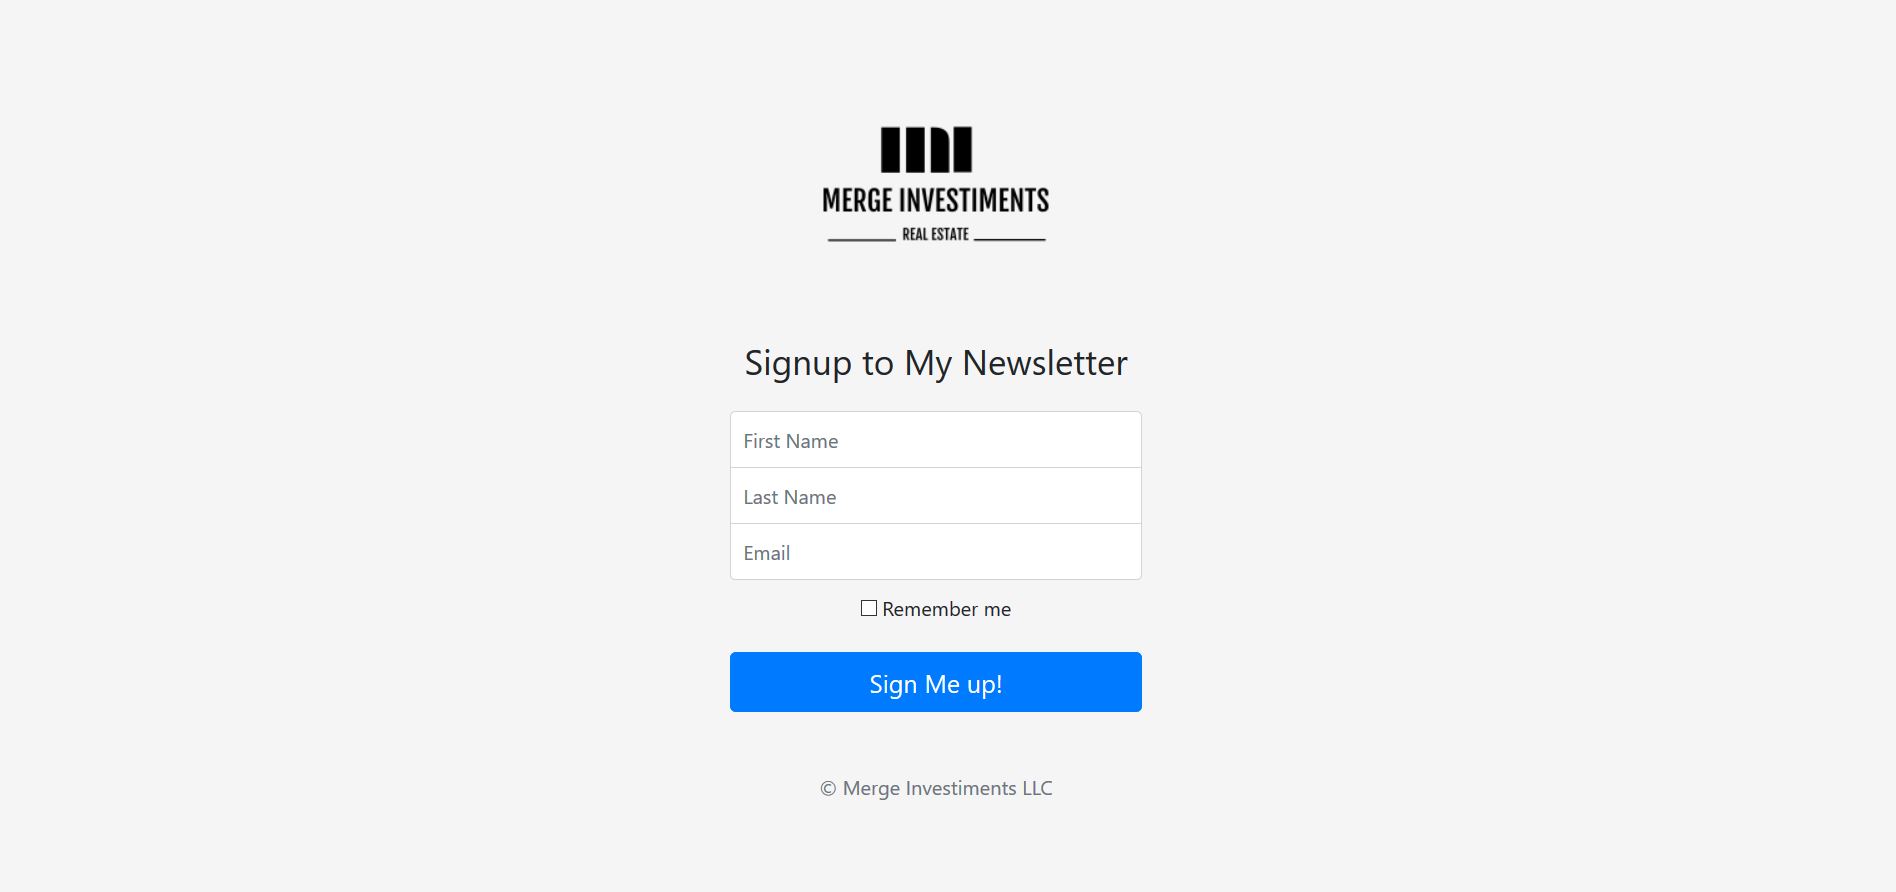 MERGE INVESTIMENTS
REAL ESTATE
Signup to My Newsletter
First Name
Last Name
Email
Remember me
Sign Me up!
© Merge Investiments LLC